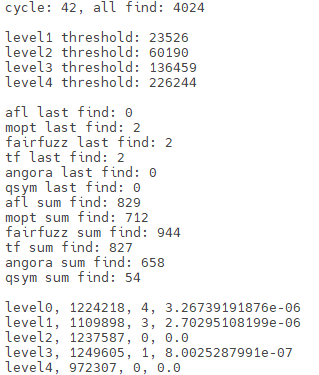 cycle: 42, all find: 4024
level1 threshold: 23526
level2 threshold: 60190
level3 threshold: 136459
level4 threshold: 226244
afl last find: 0
mopt last find: 2
fairfuzz last find: 2
tf last find: 2
angora last find: 0
qsym last find: 0
afl sum find: 829
mopt sum find: 712
fairfuzz sum find: 944
tf sum find: 827
angora sum find: 658
qsym sum find: 54
level0, 1224218, 4, 3.26739191876e-06
level1, 1109898, 3, 2.70295108199e-06
level2, 1237587, 0, 0.0
level3, 1249605, 1, 8.0025287991e-07
level4, 972307, 0, 0.0